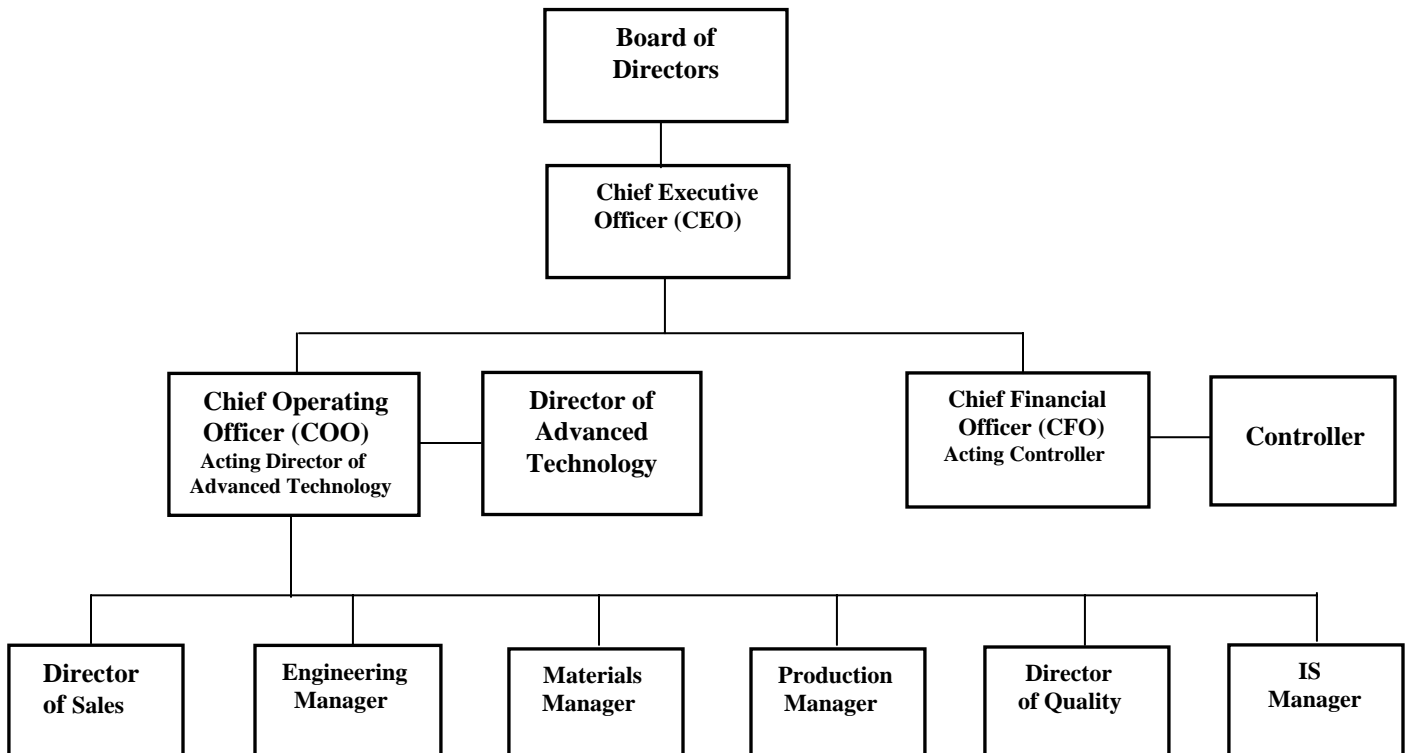 Board of
Directors
Chief Executive
Officer (CEO)
Chief Operating
Officer (COO)
Acting Director of
Advanced Technology
Director of
Advanced
Technology
Chief Financial
Officer (CFO)
Acting Controller
Controller
Director
of Sales
Engineering
Manager
Materials
Manager
Production
Manager
Director
of Quality
IS
Manager